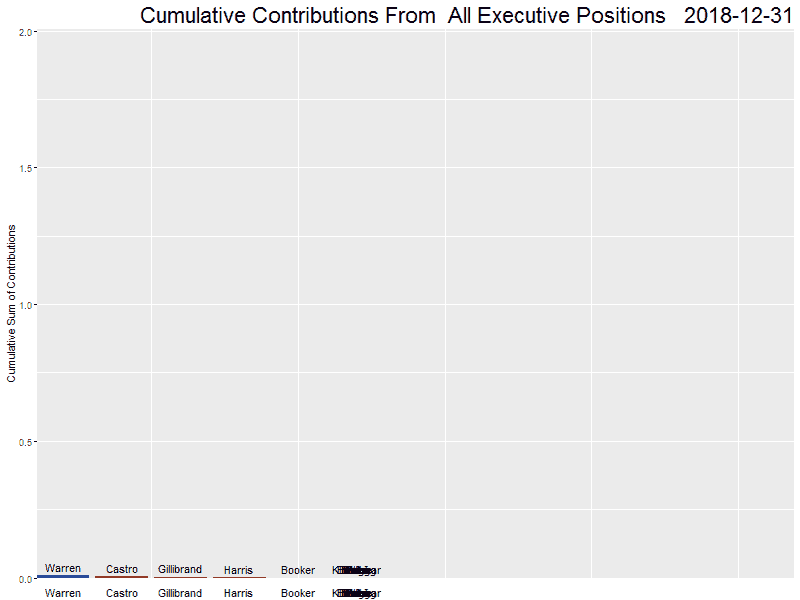 Cumulative Contributions From All Executive Positions 2018-12-31
Cumulative Sum of Contributions
2.0
1.5
1.0
0.5
0.0
Warren Castro Gillibrand Harris Booker
Warren Castro Gillibrand Harris Booker